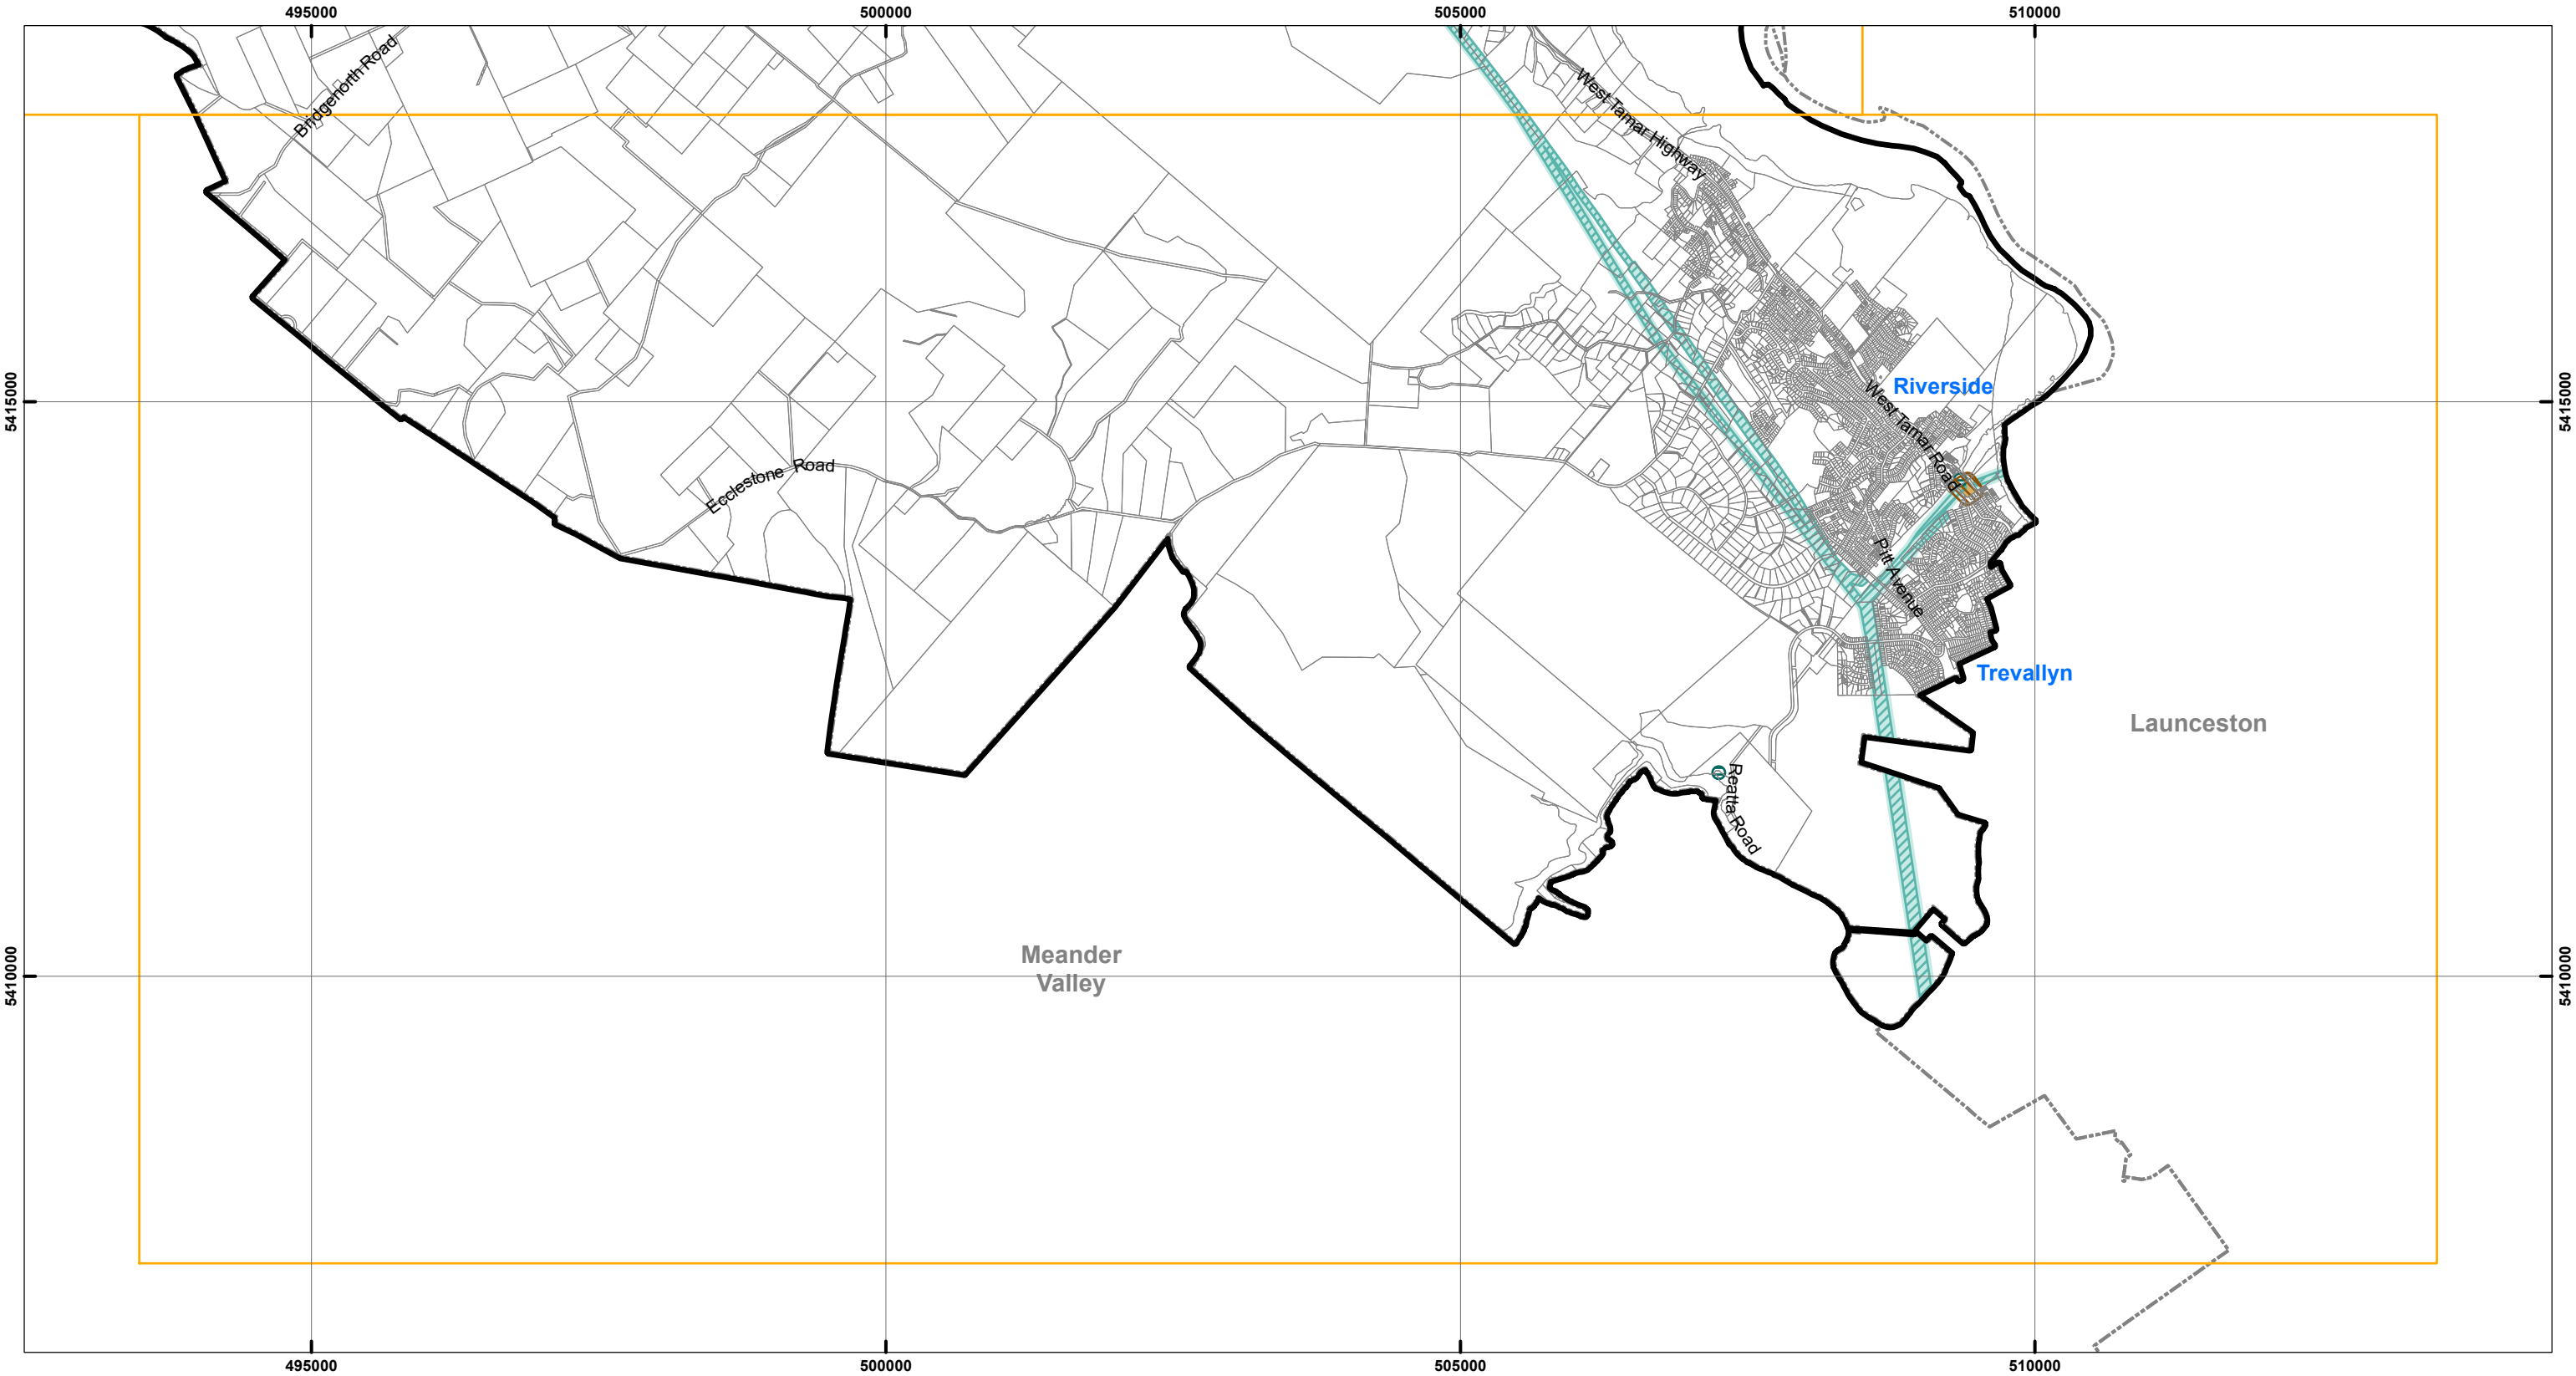 495000
500000
505000
510000
Bridgenorth Road
West Tamar Highway
5415000
5415000
Riverside
West Tamar Road
Ecclestone Road
Pitt Avenue
Trevallyn
Launceston
Reatta Road
Meander
Valley
5410000
5410000
495000
500000
505000
510000